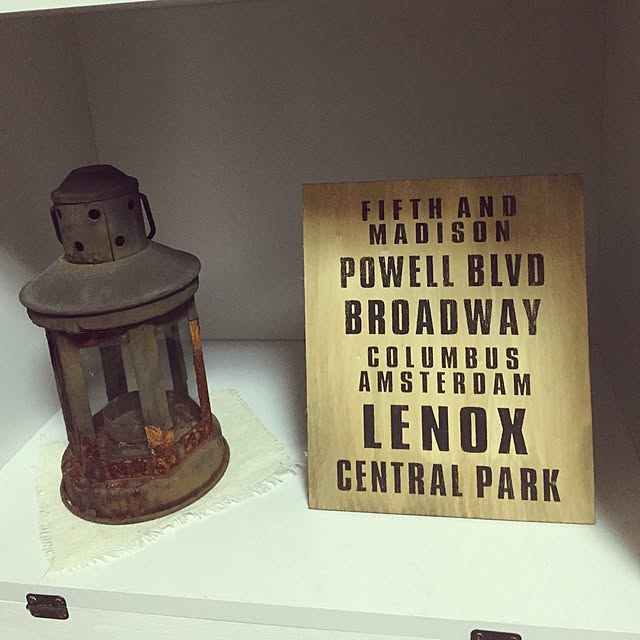 FIFTH AND
MADISON
POWELL BLVD
BROADWAY
COLUMBUS
AMSTERDAM
LENOX
CENTRAL PARK